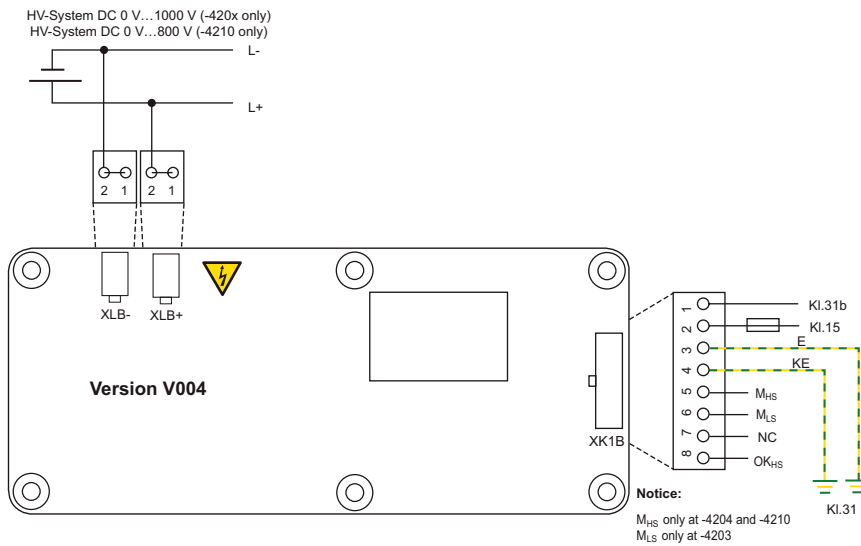 HV-System DC 0 V…1000 V (-420x only)
HV-System DC 0 V…800 V (-4210 only)
L-
L+
2 1
2 1
XLB-
XLB+
Version V004
XK1B
1
2
3
4
5
6
7
8
Kl.31b
Kl.15
E
KE
MHS
MLS
NC
OKHS
Kl.31
Notice:
MHS only at -4204 and -4210
MLS only at -4203